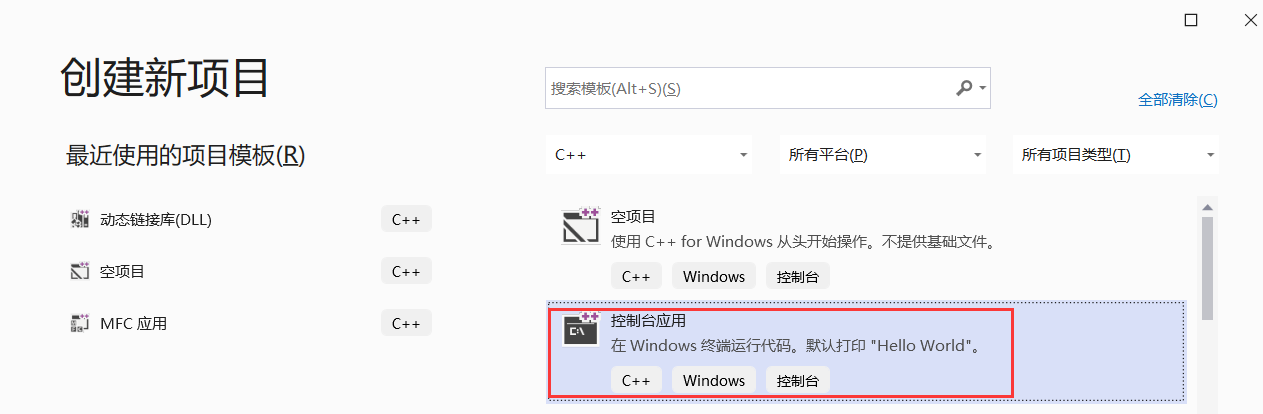 创建新项目
最近使用的项目模板(R)
动态链接库(DLL) C++
空项目 C++
MFC 应用 C++
搜索模板(Alt+S)(S)
全部清除(C)
C++ 所有平台(P) 所有项目类型(T)
空项目
使用 C++ for Windows 从头开始操作。不提供基础文件。
C++ Windows 控制台
控制台应用
在 Windows 终端运行代码。默认打印 "Hello World"。
C++ Windows 控制台